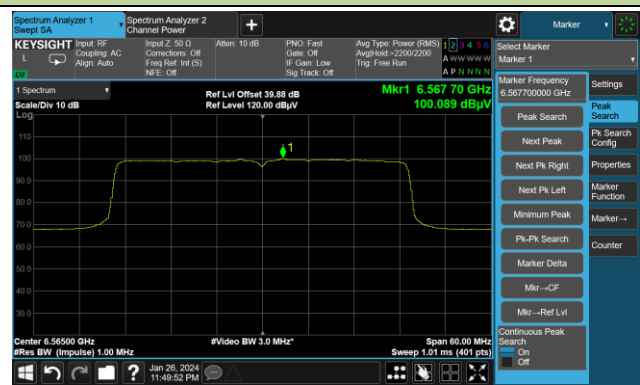 Spectrum Analyzer 1
Swept SA
Spectrum Analyzer 2
Channel Power
+
Marker
KEYSIGHT
L
Input: RF
Coupling: AC
Align: Auto
Input Z: 50 Ω
Corrections: Off
Freq Ref: Int (S)
NFE: Off
Atten: 10 dB
PNO: Fast
Gate: Off
IF Gain: Low
Sig Track: Off
Avg Type: Power (RMS)
Avg|Hold:>2200/2200
Trig: Free Run
1 2 3 4 5 6
A W W W W W
A P N N N N
Select Marker
Marker 1
1 Spectrum
Scale/Div 10 dB
Log
Ref Lvl Offset 39.88 dB
Ref Level 120.00 dBµV
Mkr1 6.567 70 GHz
100.089 dBµV
110
100
90.0
80.0
70.0
60.0
50.0
40.0
30.0
1
Center 6.56500 GHz
#Res BW (Impulse) 1.00 MHz
#Video BW 3.0 MHz*
Span 60.00 MHz
Sweep 1.01 ms (401 pts)
Marker Frequency
6.567700000 GHz
Peak Search
Next Peak
Next Pk Right
Next Pk Left
Minimum Peak
Pk-Pk Search
Marker Delta
Mkr→CF
Mkr→Ref Lvl
Continuous Peak
Search
On
Off
Settings
Peak
Search
Pk Search
Config
Properties
Marker
Function
Marker→
Counter
?
Jan 26, 2024
11:49:52 PM